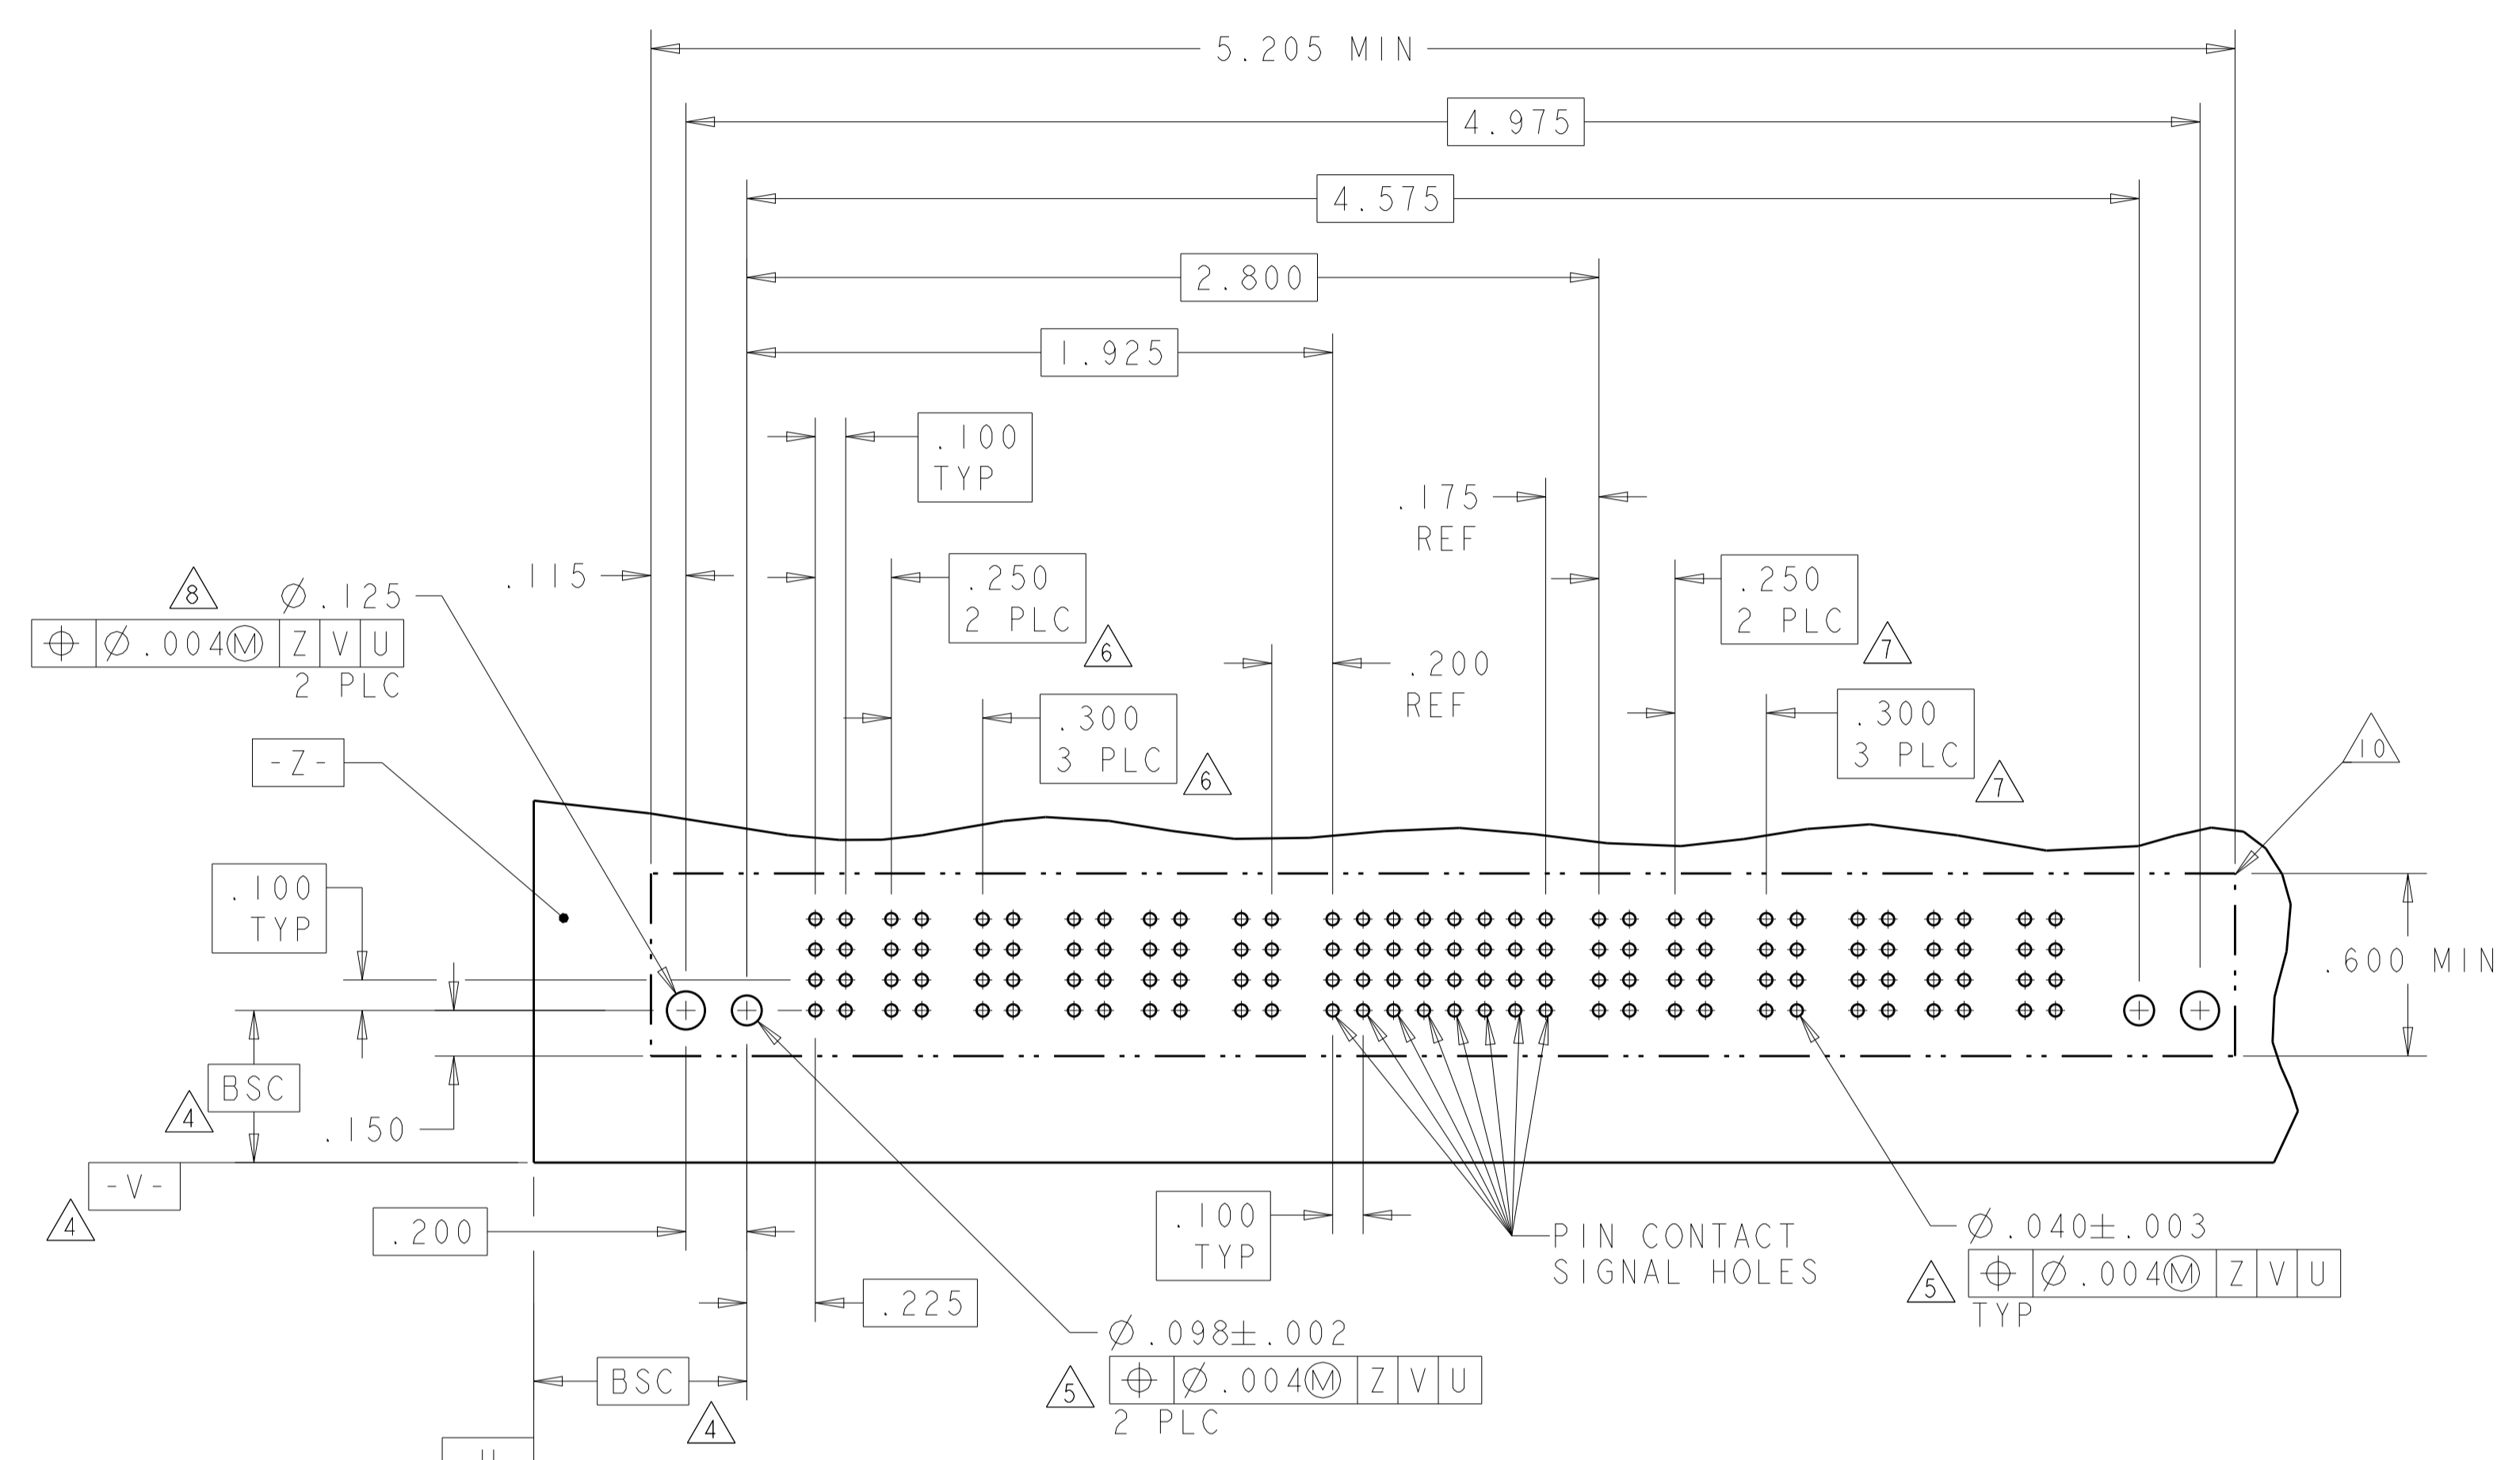 5.205 MIN
4.975
4.575
2.800
1.925
.100
TYP
.175
REF
.115
.250
2 PLC
6
.250
2 PLC
7
8
Ø.125
⌖ Ø.004Ⓜ Z V U
2 PLC
.200
REF
.300
3 PLC
6
.300
3 PLC
7
10
-Z-
.100
TYP
.600 MIN
BSC
4
.150
-V-
4
.200
.100
TYP
PIN CONTACT
SIGNAL HOLES
Ø.040±.003
5
⌖ Ø.004Ⓜ Z V U
TYP
.225
Ø.098±.002
5
⌖ Ø.004Ⓜ Z V U
2 PLC
BSC
4